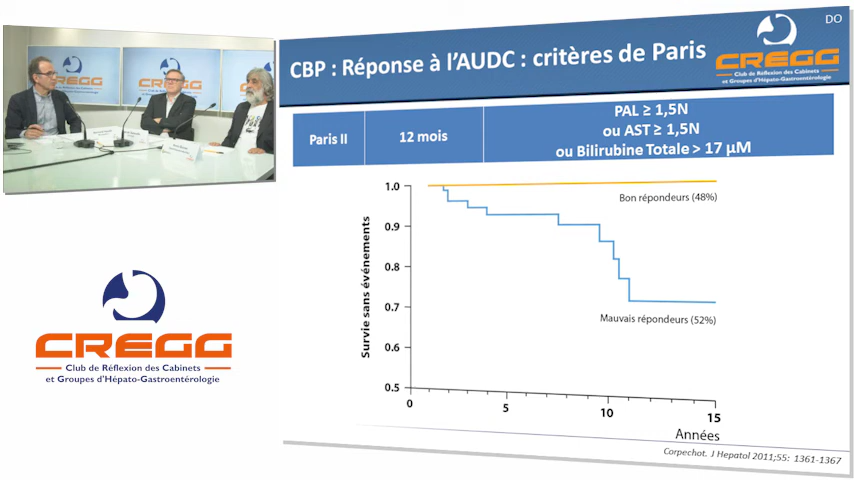 CREGG
CREGG
CREGG
DO
CBP : Réponse à l'AUDC : critères de Paris
CREGG
Club de Réflexion des Cabinets
et Groupes d'Hépato-Gastroentérologie
Paris II
12 mois
PAL ≥ 1,5N
ou AST ≥ 1,5N
ou Bilirubine Totale > 17 µM
Survie sans événements
1.0
0.9
0.8
0.7
0.6
0.5
0
5
10
15
Années
Bon répondeurs (48%)
Mauvais répondeurs (52%)
Corpechot. J Hepatol 2011;55: 1361-1367
CREGG
Club de Réflexion des Cabinets
et Groupes d'Hépato-Gastroentérologie